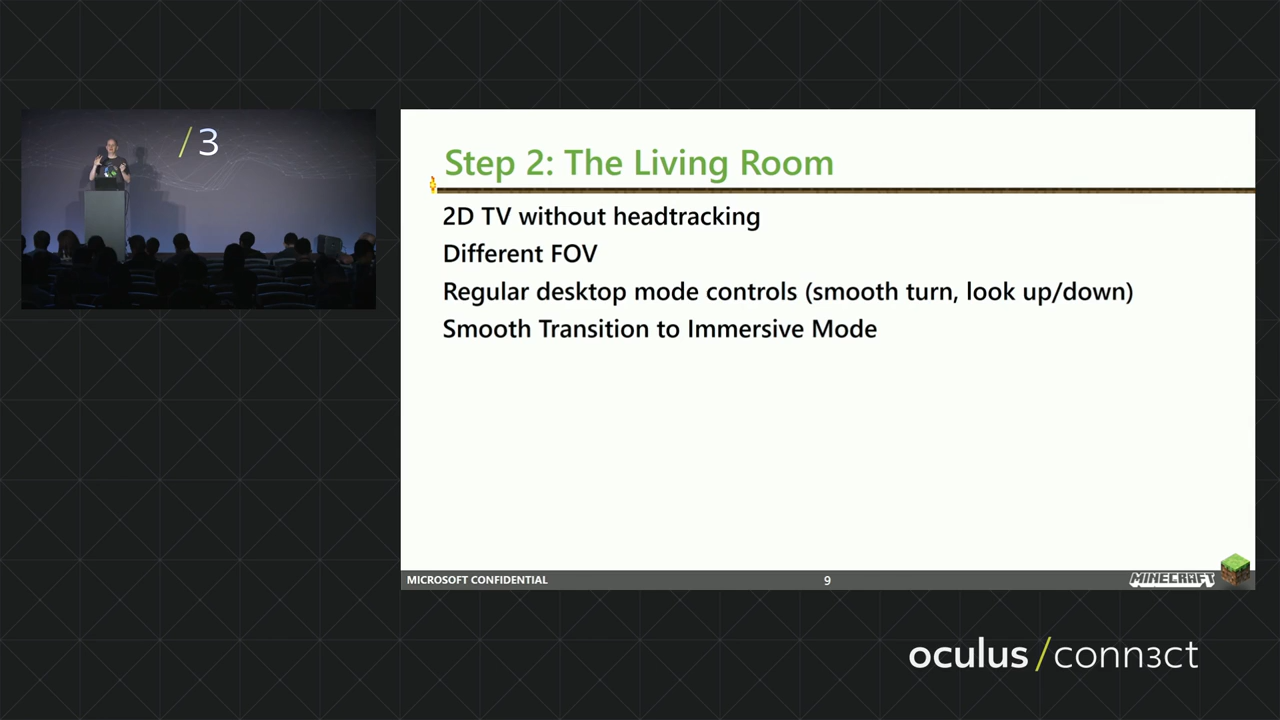 /3
Step 2: The Living Room
2D TV without headtracking
Different FOV
Regular desktop mode controls (smooth turn, look up/down)
Smooth Transition to Immersive Mode
MICROSOFT CONFIDENTIAL
9
MINECRAFT
oculus /conn3ct